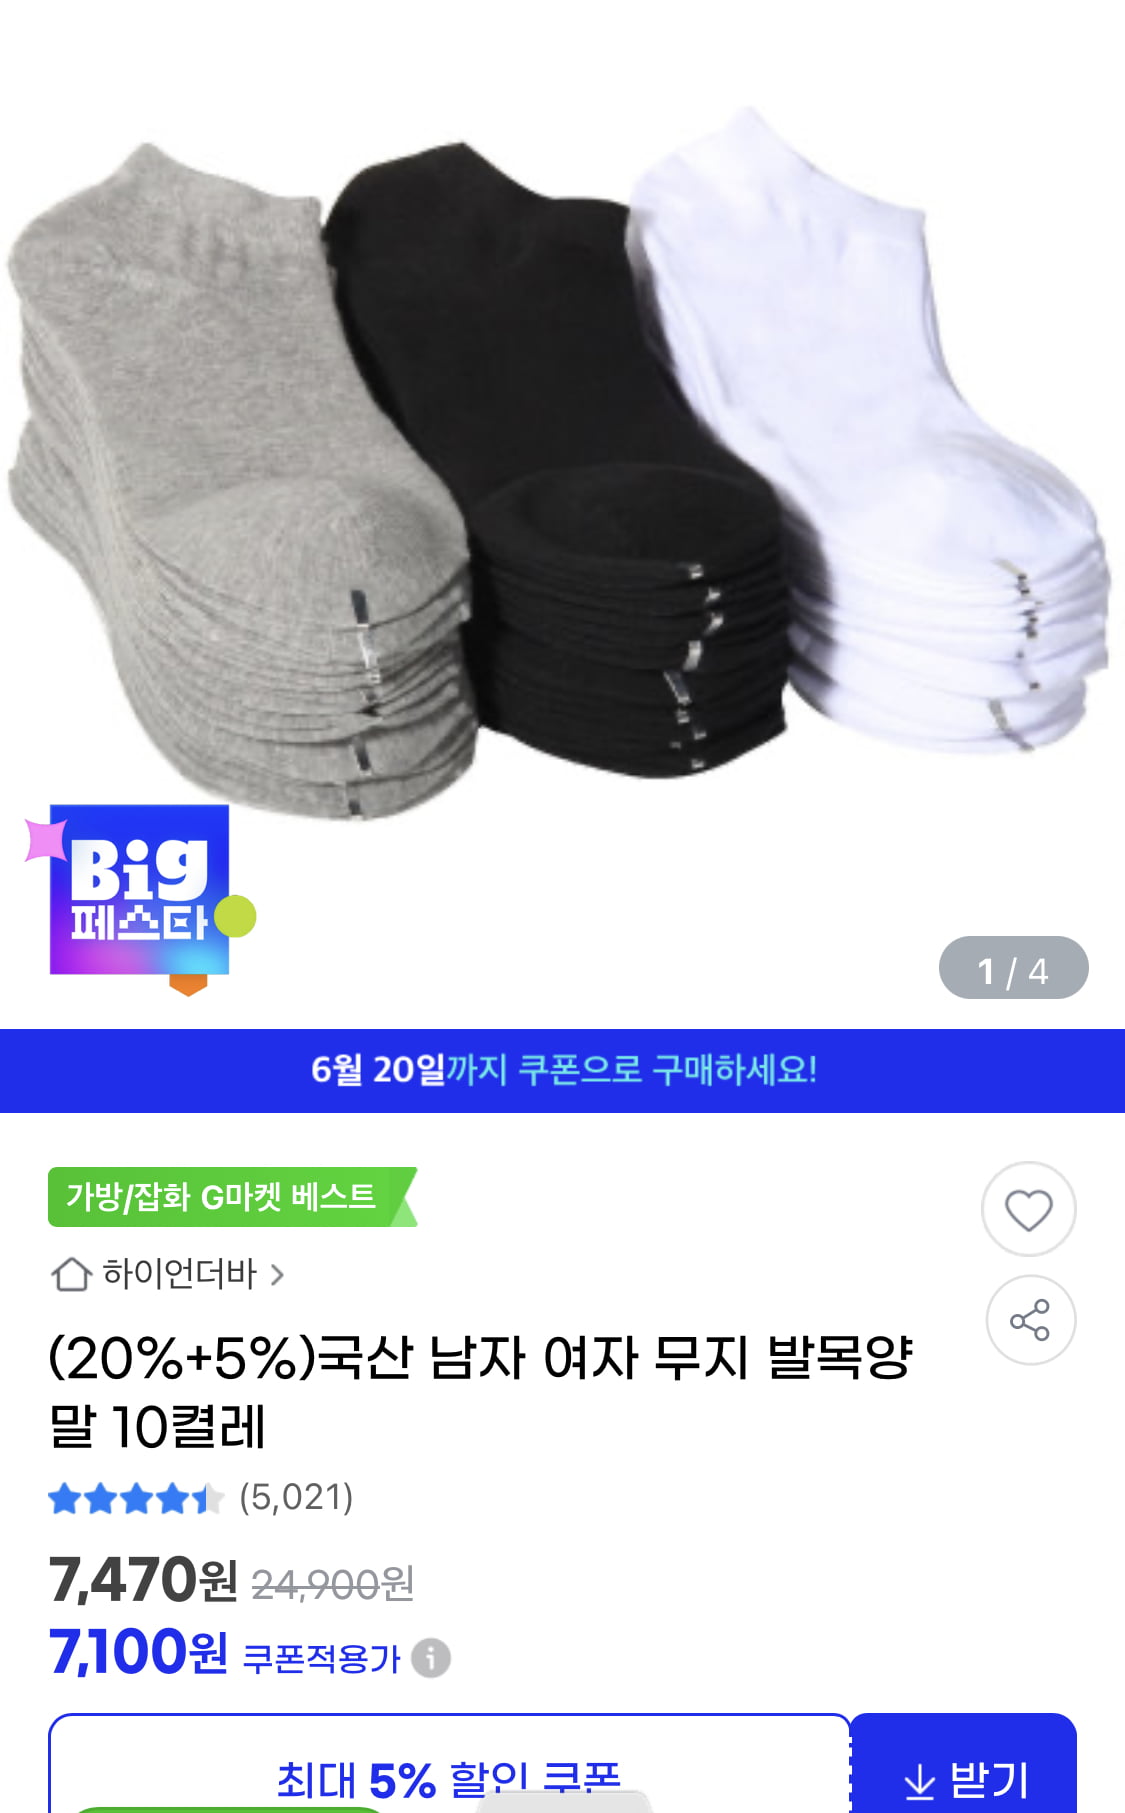 Big
페스타
1 / 4
6월 20일까지 쿠폰으로 구매하세요!
가방/잡화 G마켓 베스트
하이언더바
(20%+5%)국산 남자 여자 무지 발목양
말 10켤레
(5,021)
7,470원 24,900원
7,100원 쿠폰적용가
최대 5% 할인 쿠폰
받기